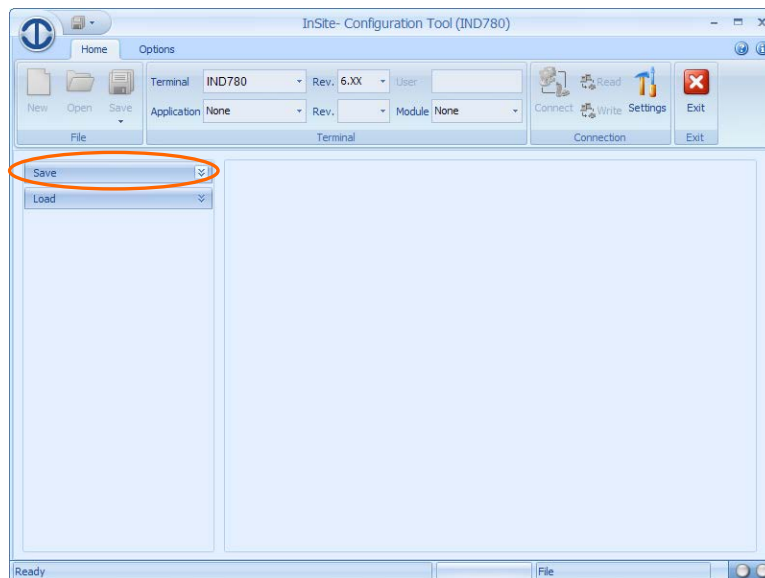 InSite- Configuration Tool (IND780)
Home Options
Terminal IND780 Rev. 6.XX User
New Open Save Connect Read Write Settings Exit
Application None Rev. Module None
File Terminal Connection Exit
Save
Load
Ready File